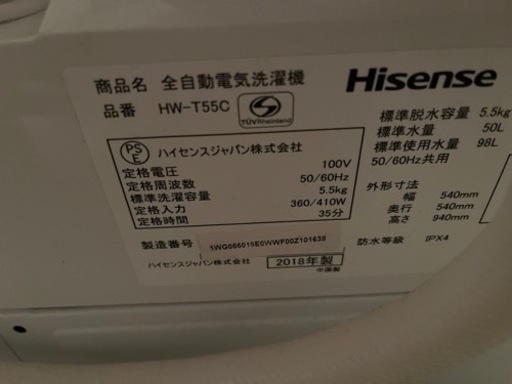 商品名 全自動電気洗濯機
品番 HW-T55C
TÜVRheinland
Hisense
PSE ハイセンスジャパン株式会社
定格電圧 100V
定格周波数 50/60Hz
標準洗濯容量 5.5kg
定格入力 360/410W
定格時間 35分
標準脱水容量 5.5kg
標準水量 50L
標準使用水量 98L
50/60Hz共用
外形寸法
幅 540mm
奥行 540mm
高さ 940mm
製造番号
防水等級 IPX4
ハイセンスジャパン株式会社 2018年製
中国製